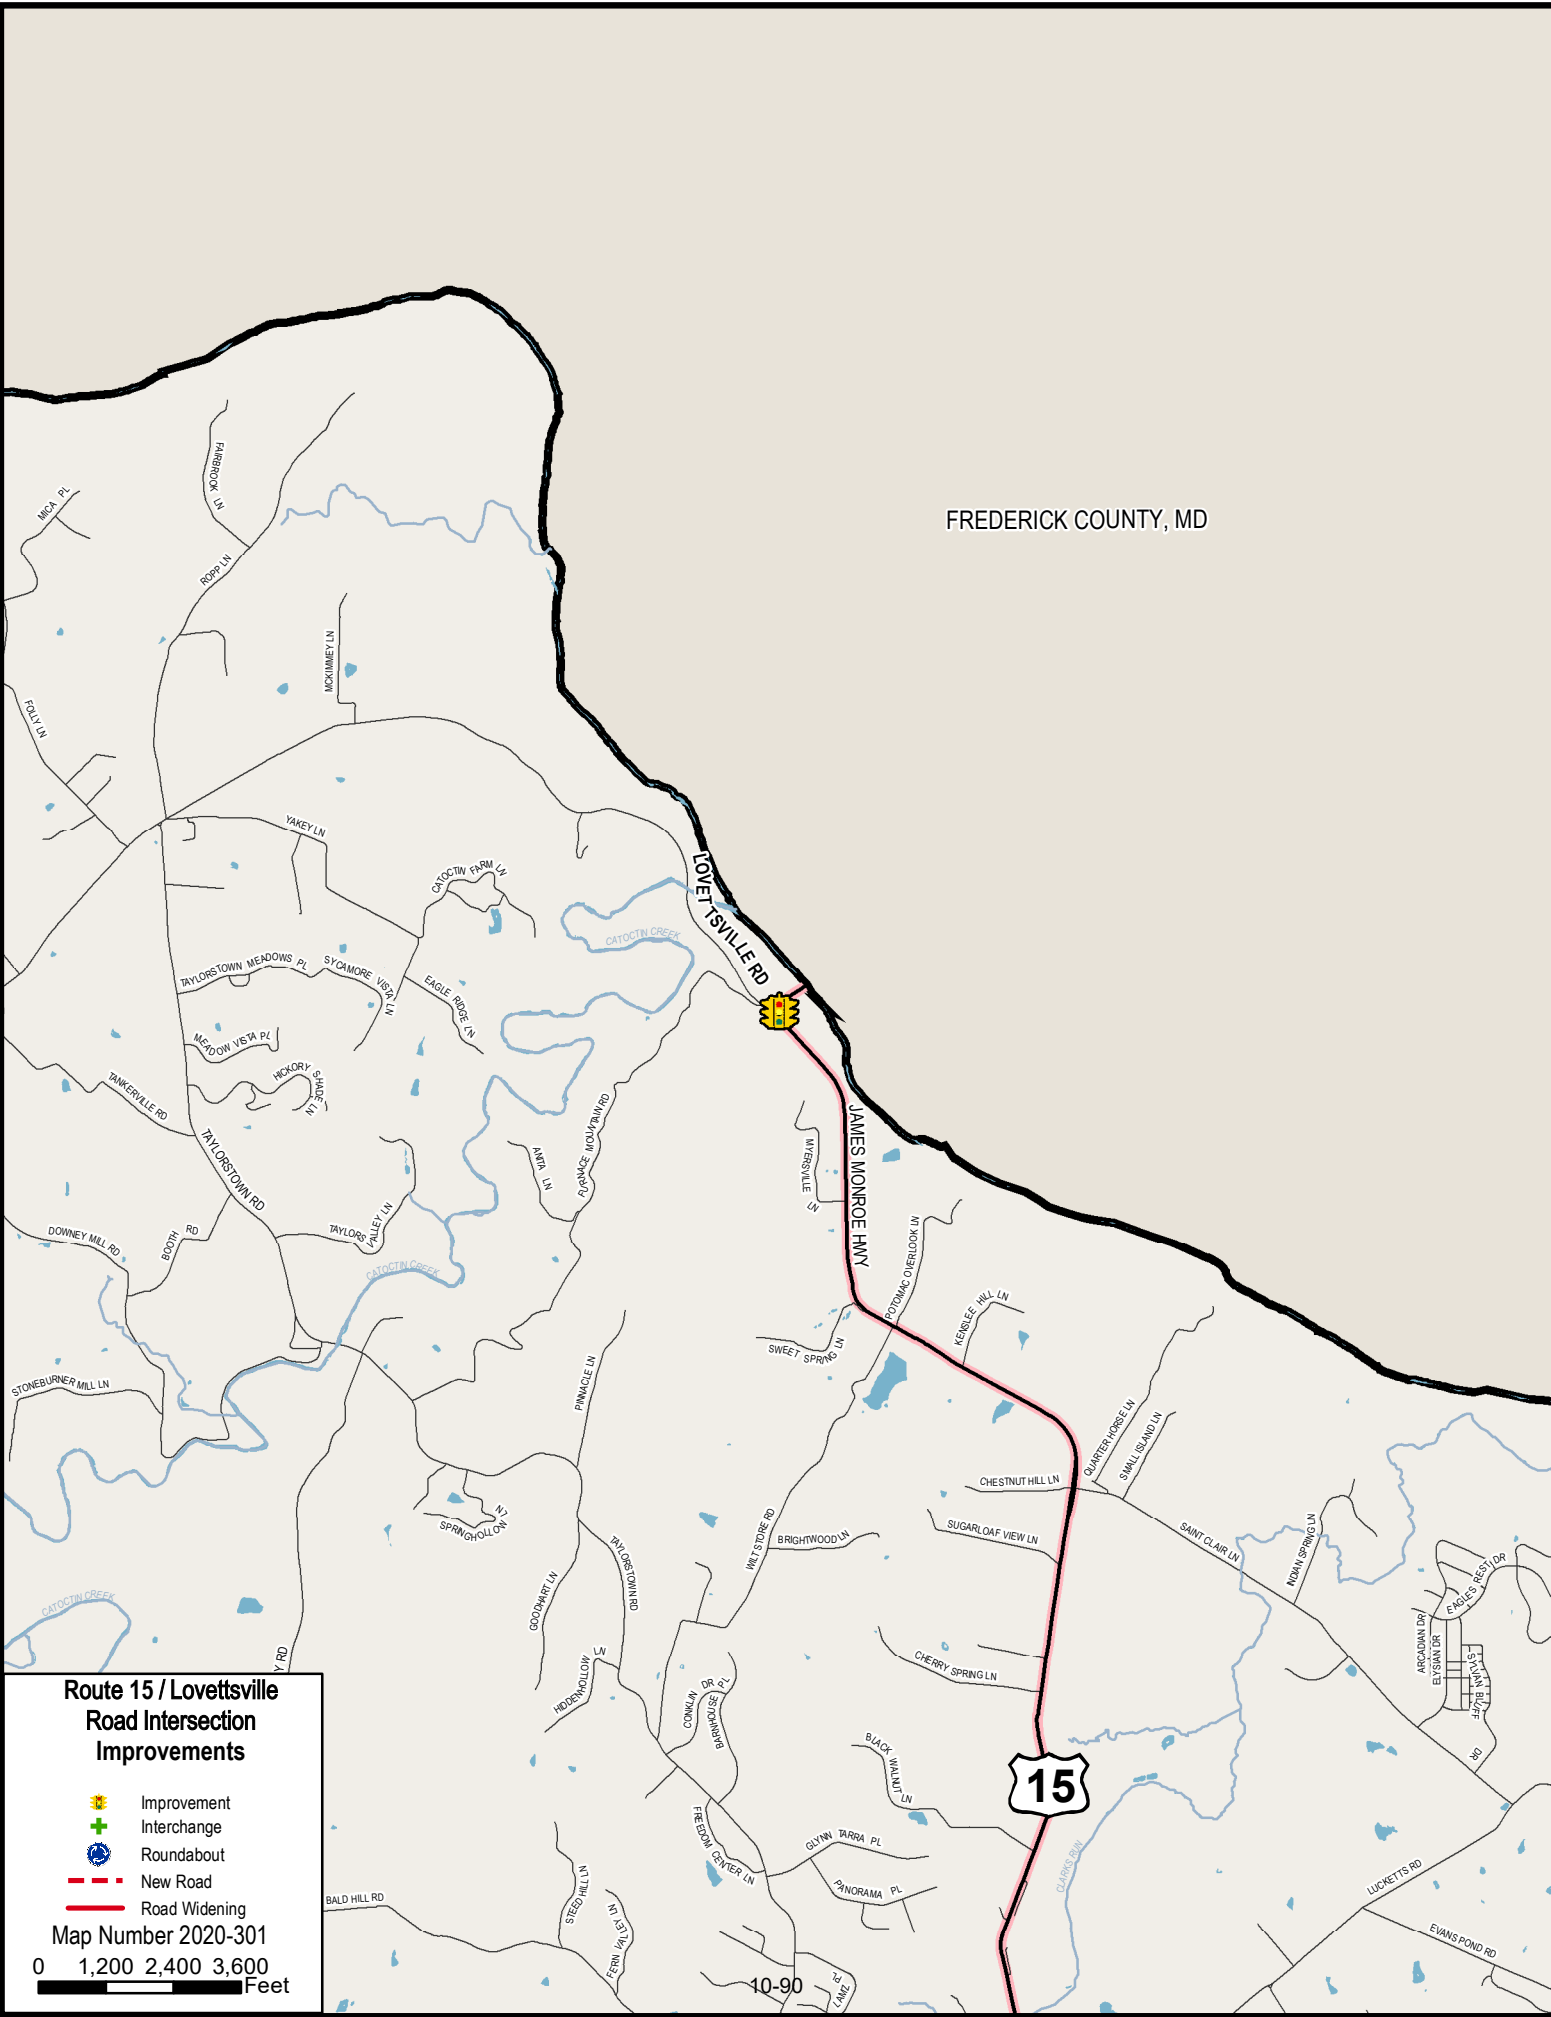 FREDERICK COUNTY, MD
FAIRBROOK LN
MICA PL
ROPP LN
MCKIMMEY LN
FOLLY LN
YAKEY LN
CATOCTIN FARM LN
LOVETTSVILLE RD
CATOCTIN CREEK
TAYLORSTOWN MEADOWS PL
SYCAMORE VISTA LN
EAGLE RIDGE LN
MEADOW VISTA PL
HICKORY SHADE LN
TANKERVILLE RD
TAYLORSTOWN RD
FURNACE MOUNTAIN RD
ANITA LN
MYERSVILLE LN
JAMES MONROE HWY
DOWNEY MILL RD
BOOTH RD
TAYLORS VALLEY LN
CATOCTIN CREEK
POTOMAC OVERLOOK LN
KENSLEE HILL LN
SWEET SPRING LN
STONEBURNER MILL LN
PINNACLE LN
QUARTER HORSE LN
SMALL ISLAND LN
CHESTNUT HILL LN
SPRINGHOLLOW LN
WILT STORE RD
BRIGHTWOOD LN
SUGARLOAF VIEW LN
SAINT CLAIR LN
INDIAN SPRING LN
EAGLES REST DR
TAYLORSTOWN RD
GOODHART LN
CATOCTIN CREEK
ARCADIAN DR
ELYSIAN DR
SYLVAN BLUFF DR
HIDDENHOLLOW LN
CHERRY SPRING LN
CONKLIN DR
BARNHOUSE PL
Y RD
BLACK WALNUT LN
15
FREEDOM CENTER LN
GLYNN TARRA PL
PANORAMA PL
CLARKS RUN
LUCKETTS RD
EVANS POND RD
STEED HILL LN
BALD HILL RD
FERN VALLEY LN
LAMZ PL
10-90
Route 15 / Lovettsville
Road Intersection
Improvements
Improvement
Interchange
Roundabout
New Road
Road Widening
Map Number 2020-301
0 1,200 2,400 3,600
Feet